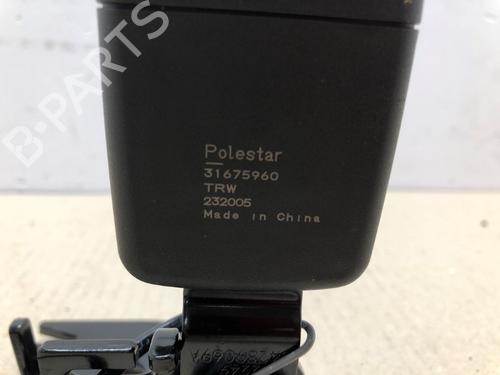 B-PARTS
Polestar
31675960
TRW
232005
Made in China